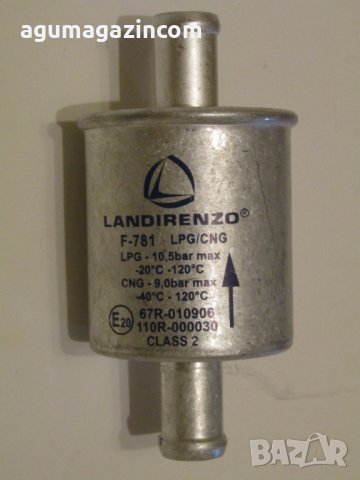 agumagazincom
LANDIRENZO®
F-781 LPG/CNG
LPG - 10,5bar max
-20°C -120°C
CNG - 9,0bar max
-40°C - 120°C
E20 67R-010906
110R-000030
CLASS 2
BAZAR